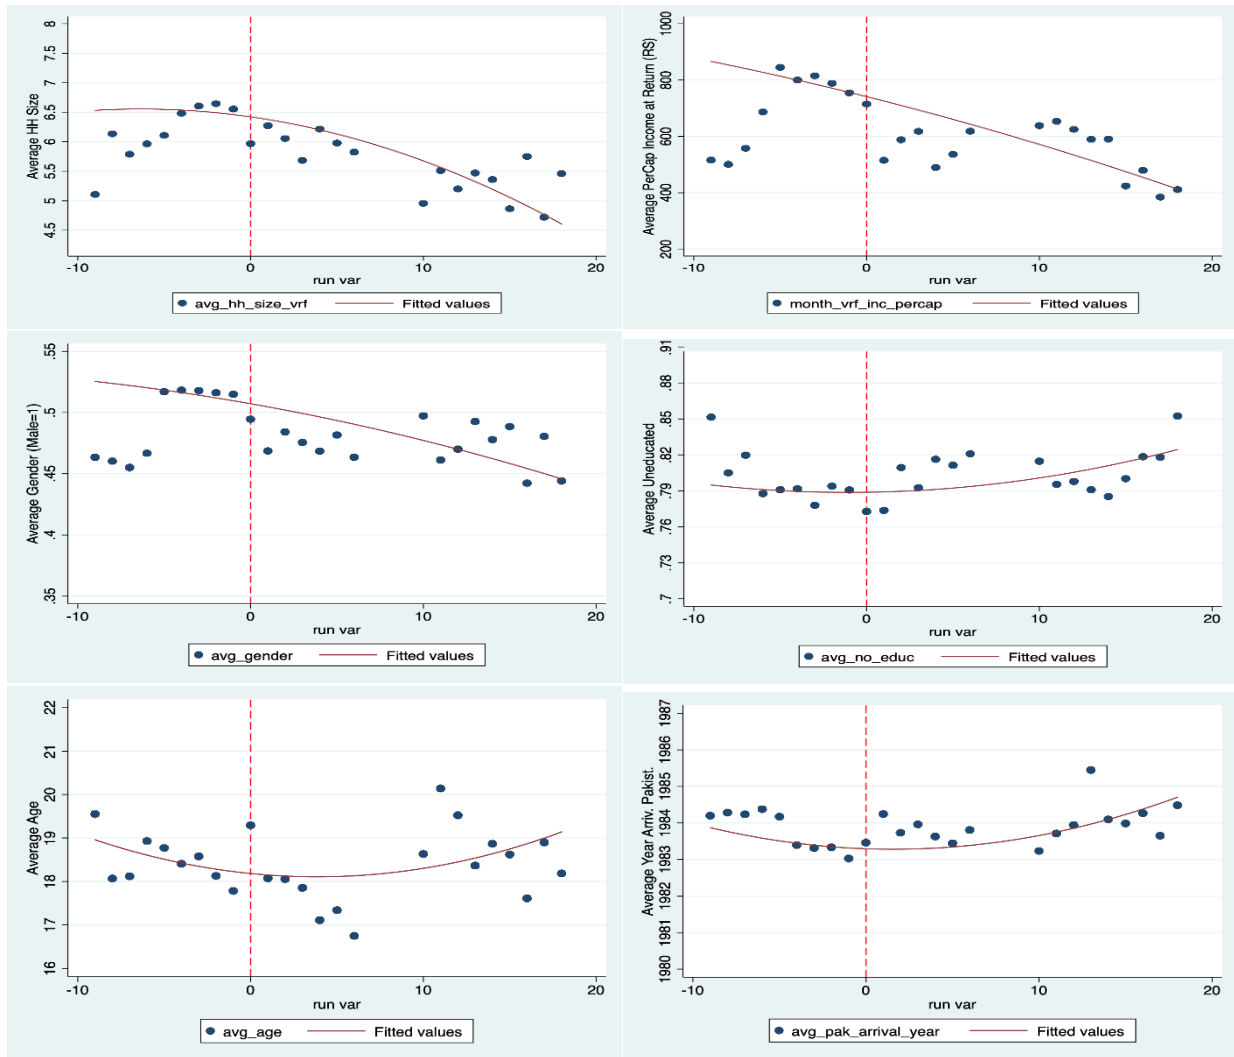 Average HH Size
8
7.5
7
6.5
6
5.5
5
4.5
-10 0 10 20
run var
avg_hh_size_vrf Fitted values
Average PerCap Income at Return (RS)
1000
800
600
400
200
-10 0 10 20
run var
month_vrf_inc_percap Fitted values
Average Gender (Male=1)
.55
.5
.45
.4
.35
-10 0 10 20
run var
avg_gender Fitted values
Average Uneducated
.91
.88
.85
.82
.79
.76
.73
.7
-10 0 10 20
run var
avg_no_educ Fitted values
Average Age
22
21
20
19
18
17
16
-10 0 10 20
run var
avg_age Fitted values
Average Year Arriv. Pakist.
1987
1986
1985
1984
1983
1982
1981
1980
-10 0 10 20
run var
avg_pak_arrival_year Fitted values